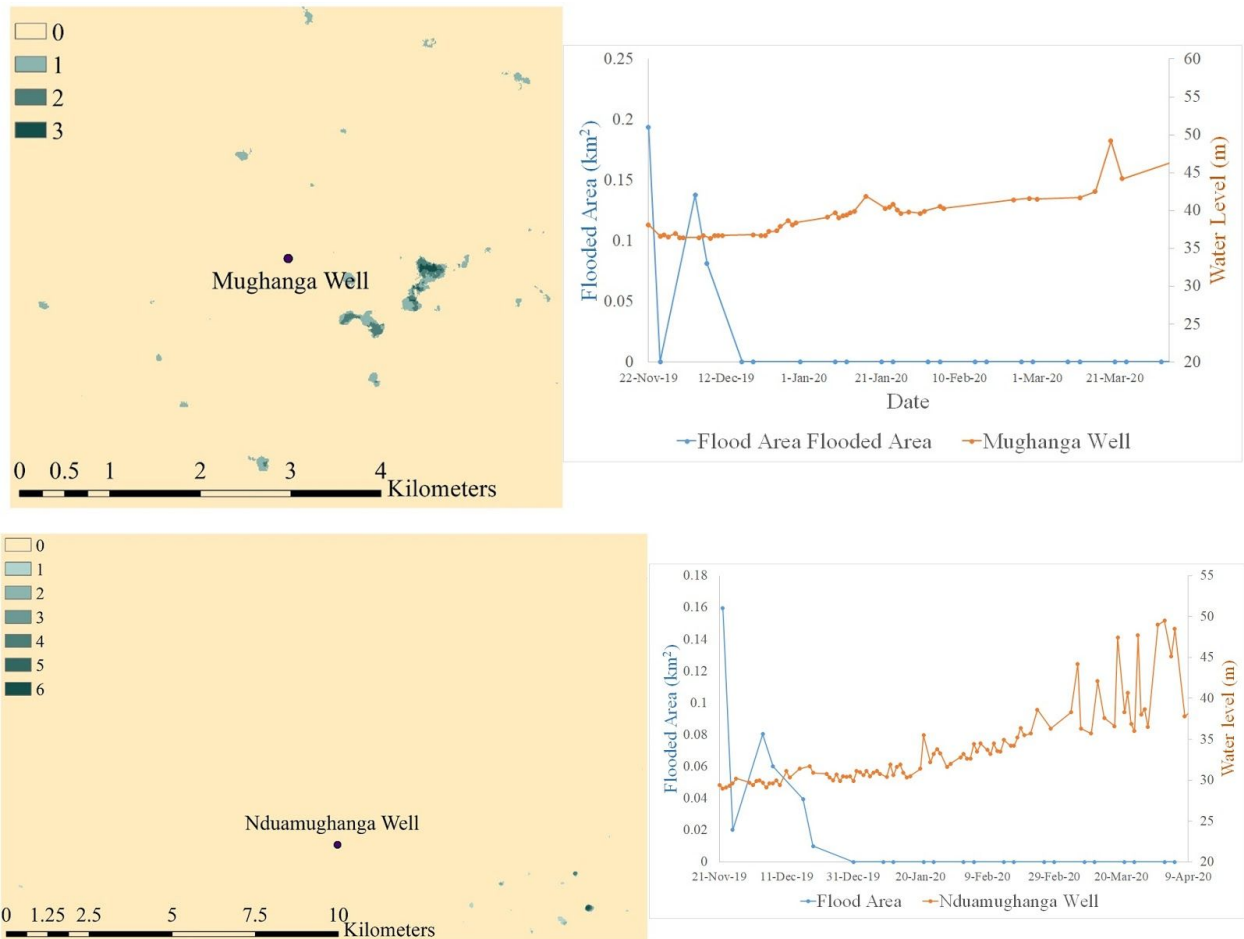 0
1
2
3
Mughanga Well
0 0.5 1 2 3 4
Kilometers
0.25
0.2
0.15
0.1
0.05
0
Flooded Area (km²)
60
55
50
45
40
35
30
25
20
Water Level (m)
22-Nov-19 12-Dec-19 1-Jan-20 21-Jan-20 10-Feb-20 1-Mar-20 21-Mar-20
Date
Flood Area Flooded Area Mughanga Well
0
1
2
3
4
5
6
Nduamughanga Well
0 1.25 2.5 5 7.5 10
Kilometers
0.18
0.16
0.14
0.12
0.1
0.08
0.06
0.04
0.02
0
Flooded Area (km²)
55
50
45
40
35
30
25
20
Water level (m)
21-Nov-19 11-Dec-19 31-Dec-19 20-Jan-20 9-Feb-20 29-Feb-20 20-Mar-20 9-Apr-20
Flood Area Nduamughanga Well